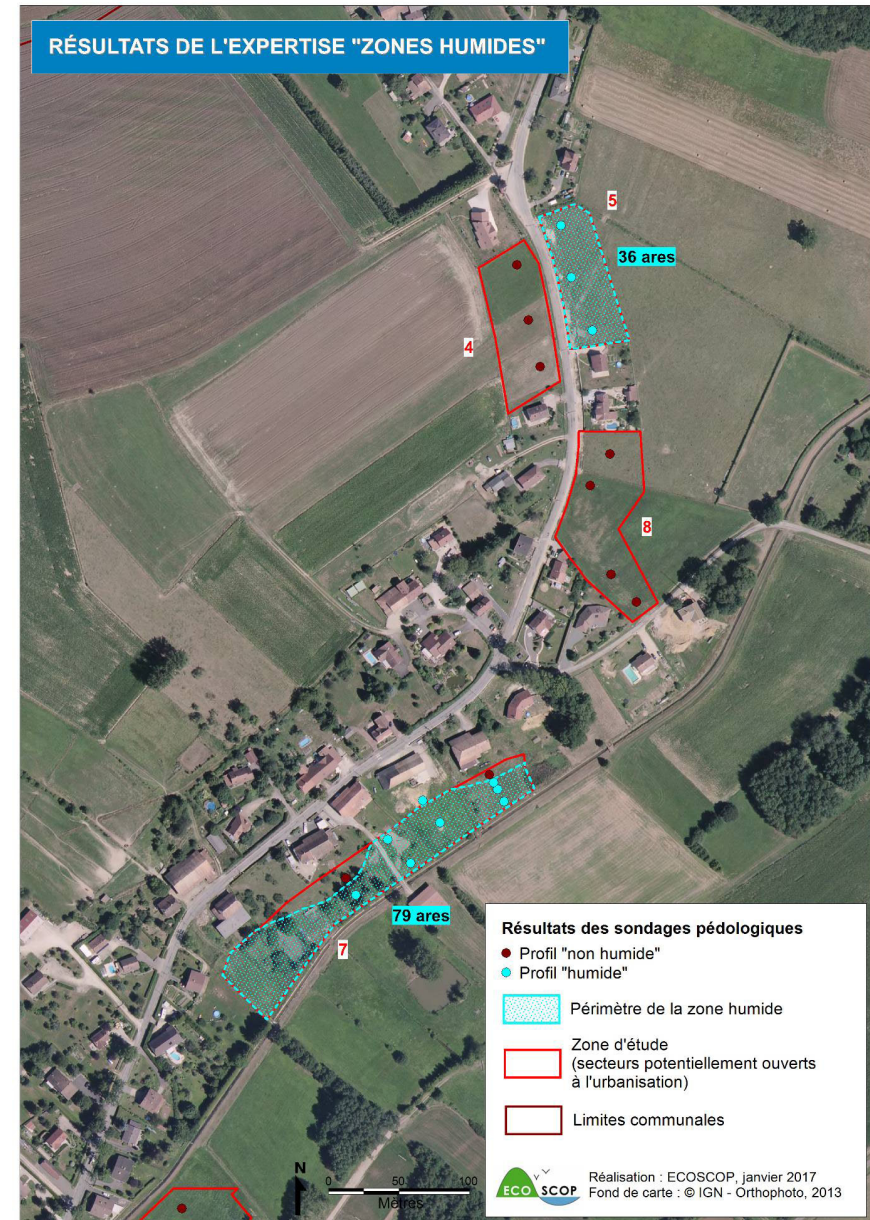 RÉSULTATS DE L'EXPERTISE "ZONES HUMIDES"
5
36 ares
4
8
79 ares
7
Résultats des sondages pédologiques
Profil "non humide"
Profil "humide"
Périmètre de la zone humide
Zone d'étude
(secteurs potentiellement ouverts
à l'urbanisation)
Limites communales
N
0 50 100
Mètres
ECO SCOP
Réalisation : ECOSCOP, janvier 2017
Fond de carte : © IGN - Orthophoto, 2013